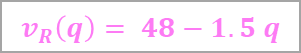 v_R(q) = 48 − 1.5 q